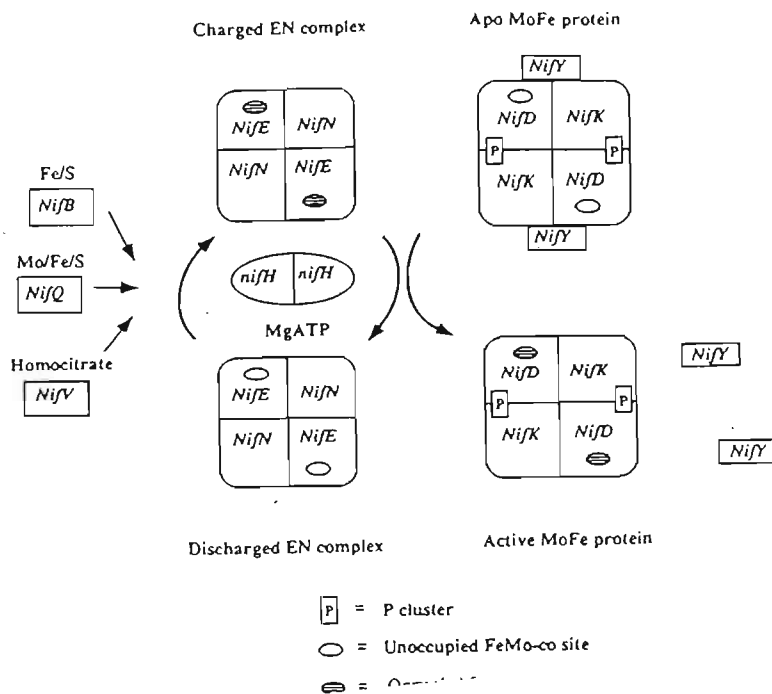 Charged EN complex
Apo MoFe protein
NifY
NifE NifN
NifD NifK
P P
NifN NifE
NifK NifD
NifY
Fe/S
NifB
Mo/Fe/S
NifQ
nifH nifH
MgATP
Homocitrate
NifV
NifE NifN
NifD NifK
NifY
P P
NifN NifE
NifK NifD
NifY
Discharged EN complex
Active MoFe protein
P = P cluster
= Unoccupied FeMo-co site
=